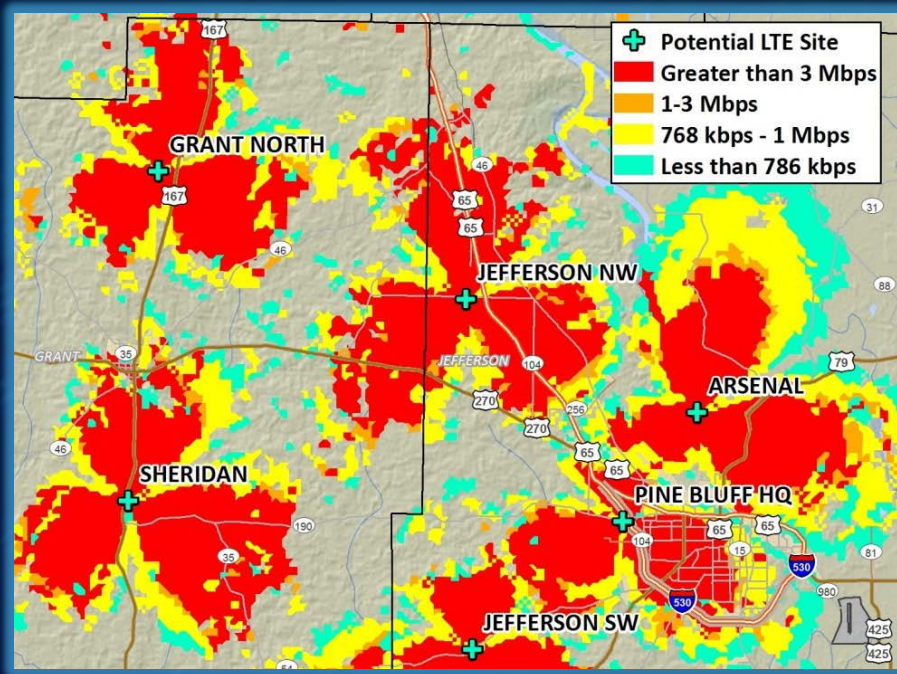 167
Potential LTE Site
Greater than 3 Mbps
1-3 Mbps
768 kbps - 1 Mbps
Less than 786 kbps
GRANT NORTH
46
167
65
31
65
46
JEFFERSON NW
88
GRANT
35
JEFFERSON
104
79
270
ARSENAL
256
270
46
65
65
SHERIDAN
PINE BLUFF HQ
190
65
65
104
15
35
81
530
980
530
JEFFERSON SW
425
425
54